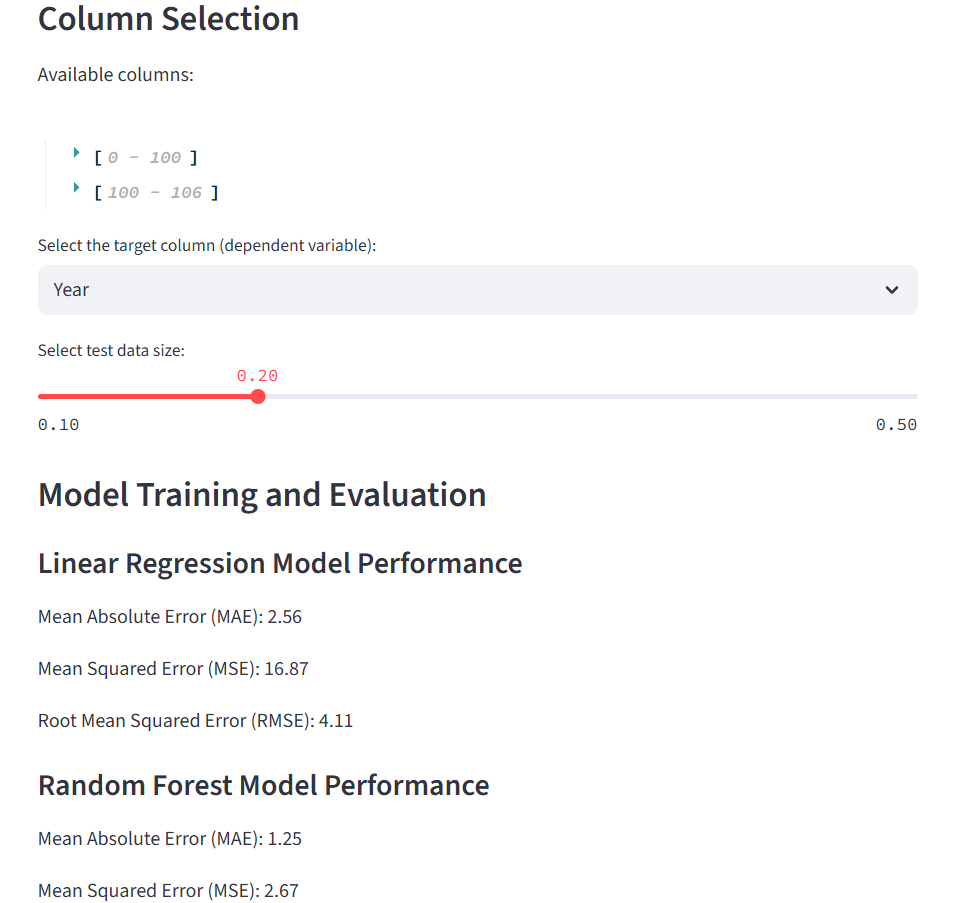 Column Selection
Available columns:
[ 0 - 100 ]
[ 100 - 106 ]
Select the target column (dependent variable):
Year
Select test data size:
0.20
0.10 0.50
Model Training and Evaluation
Linear Regression Model Performance
Mean Absolute Error (MAE): 2.56
Mean Squared Error (MSE): 16.87
Root Mean Squared Error (RMSE): 4.11
Random Forest Model Performance
Mean Absolute Error (MAE): 1.25
Mean Squared Error (MSE): 2.67